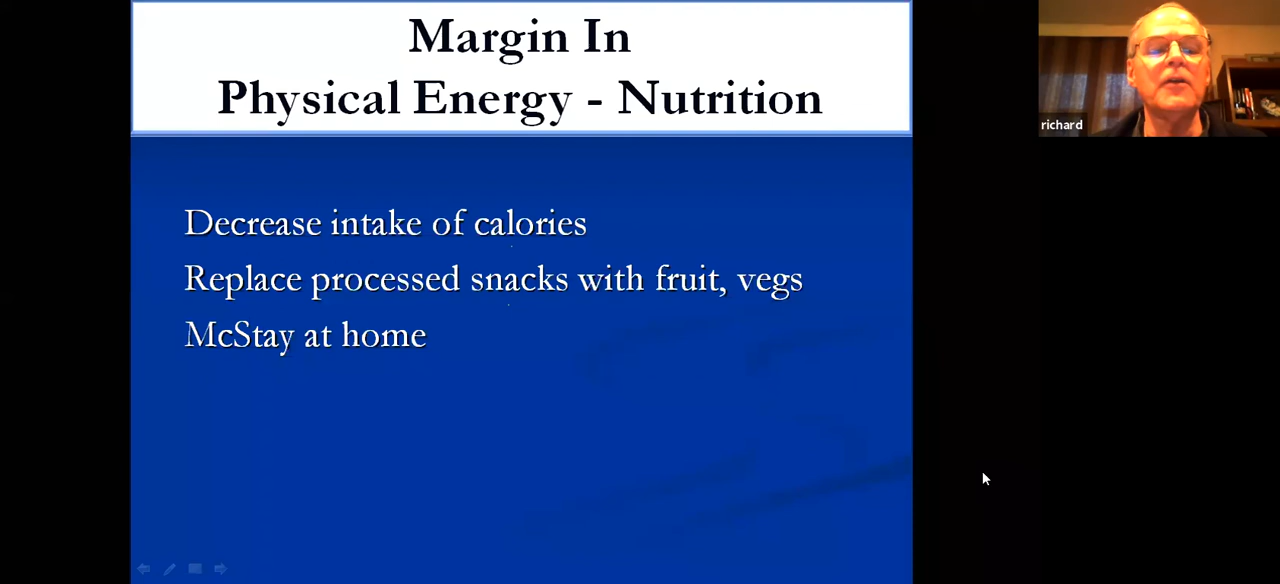 Margin In
Physical Energy - Nutrition
Decrease intake of calories
Replace processed snacks with fruit, vegs
McStay at home
richard